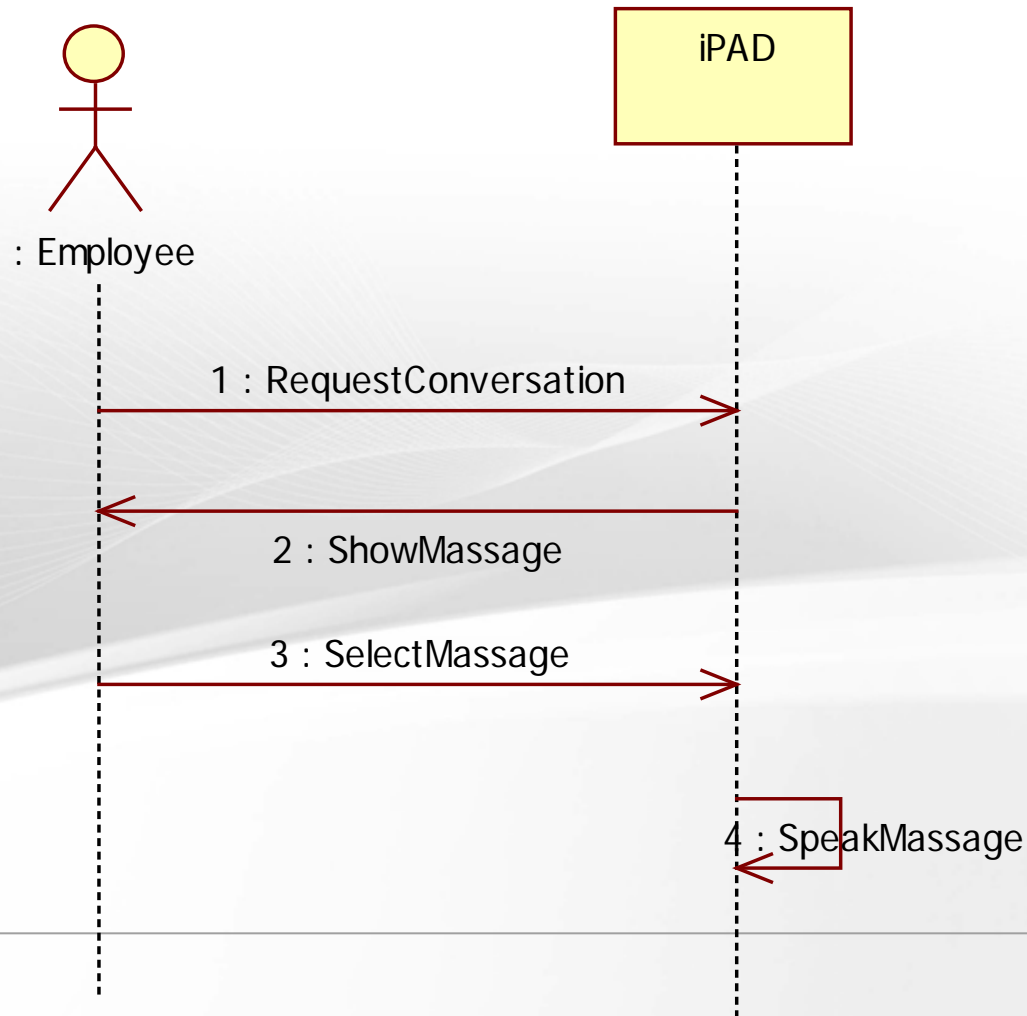 iPAD
: Employee
1 : RequestConversation
2 : ShowMassage
3 : SelectMassage
4 : SpeakMassage